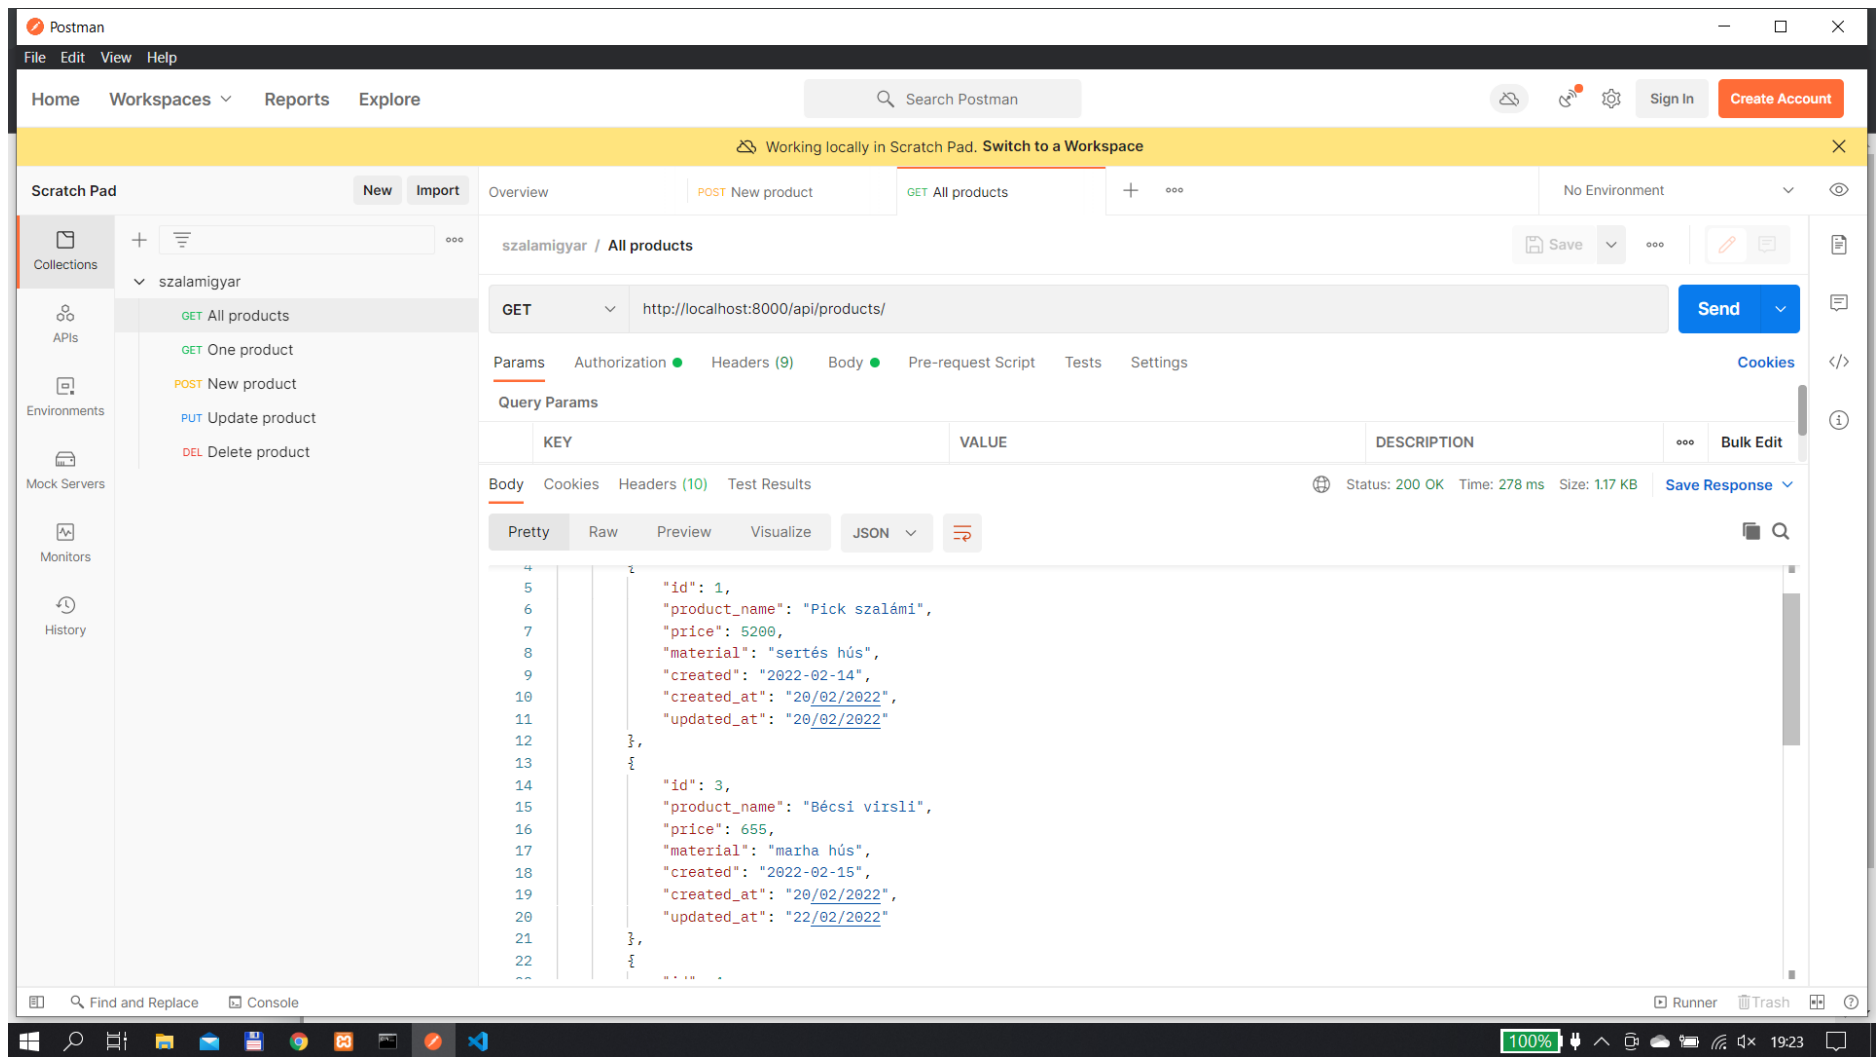 Postman
File Edit View Help
Home Workspaces Reports Explore Search Postman Sign In Create Account
Working locally in Scratch Pad. Switch to a Workspace
Scratch Pad New Import Overview POST New product GET All products No Environment
Collections
szalamigyar / All products Save
szalamigyar
GET All products
GET One product
POST New product
PUT Update product
DEL Delete product
APIs
Environments
Mock Servers
Monitors
History
GET http://localhost:8000/api/products/ Send
Params Authorization Headers (9) Body Pre-request Script Tests Settings Cookies
Query Params
KEY VALUE DESCRIPTION Bulk Edit
Body Cookies Headers (10) Test Results Status: 200 OK Time: 278 ms Size: 1.17 KB Save Response
Pretty Raw Preview Visualize JSON
4 {
5 "id": 1,
6 "product_name": "Pick szalámi",
7 "price": 5200,
8 "material": "sertés hús",
9 "created": "2022-02-14",
10 "created_at": "20/02/2022",
11 "updated_at": "20/02/2022"
12 },
13 {
14 "id": 3,
15 "product_name": "Bécsi virsli",
16 "price": 655,
17 "material": "marha hús",
18 "created": "2022-02-15",
19 "created_at": "20/02/2022",
20 "updated_at": "22/02/2022"
21 },
22 {
Find and Replace Console Runner Trash
100% 19:23